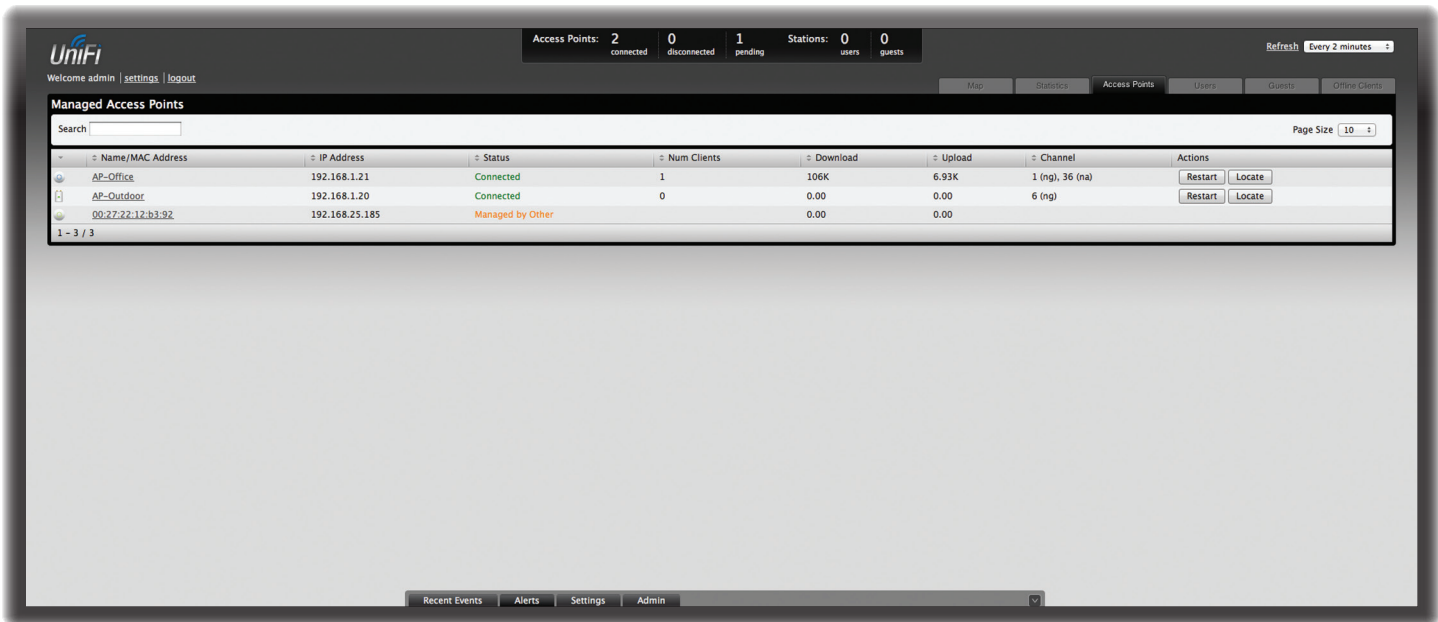 Access Points: 2 connected 0 disconnected 1 pending Stations: 0 users 0 guests
UniFi
Refresh Every 2 minutes
Welcome admin | settings | logout
Map Statistics Access Points Users Guests Offline Clients
Managed Access Points
Search Page Size 10
Name/MAC Address IP Address Status Num Clients Download Upload Channel Actions
AP-Office 192.168.1.21 Connected 1 106K 6.93K 1 (ng), 36 (na) Restart Locate
AP-Outdoor 192.168.1.20 Connected 0 0.00 0.00 6 (ng) Restart Locate
00:27:22:12:b3:92 192.168.25.185 Managed by Other 0.00 0.00
1 - 3 / 3
Recent Events Alerts Settings Admin